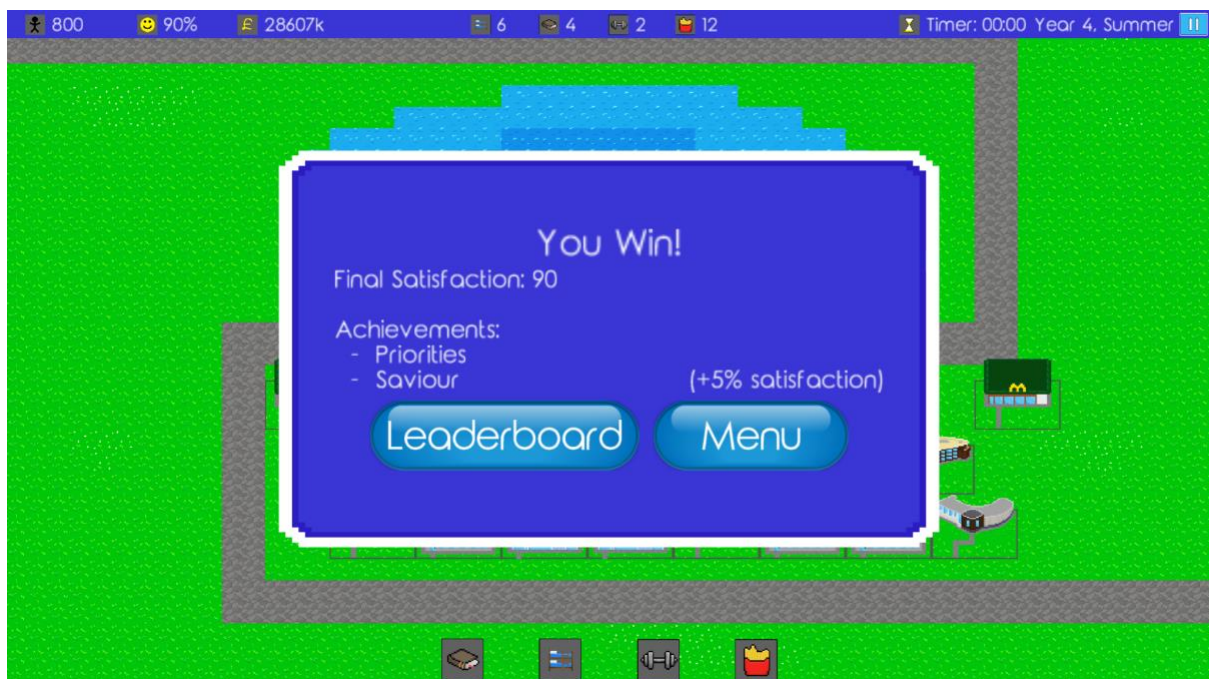 800 90% £ 28607k 6 4 2 12 Timer: 00:00 Year 4, Summer
You Win!
Final Satisfaction: 90
Achievements:
- Priorities
- Saviour (+5% satisfaction)
Leaderboard Menu